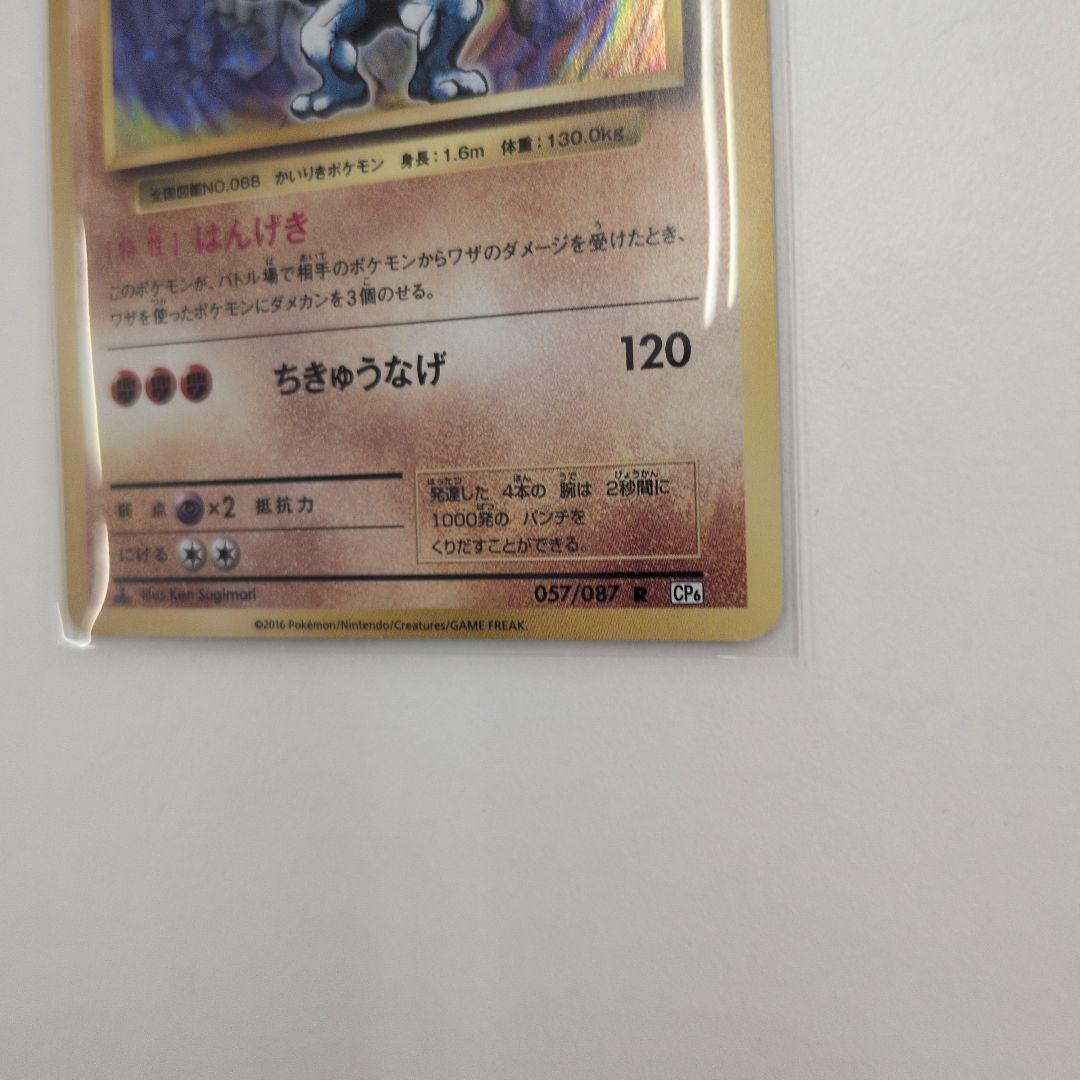 全国図鑑NO.068 かいりきポケモン 身長：1.6m 体重：130.0kg
[特性] はんげき
このポケモンが、バトル場で相手のポケモンからワザのダメージを受けたとき、
ワザを使ったポケモンにダメカンを3個のせる。
ちきゅうなげ 120
弱点 ×2 抵抗力
にげる
発達した 4本の 腕は 2秒間に
1000発の パンチを
くりだすことができる。
Illus.Ken Sugimori 057/087 R CP6
©2016 Pokémon/Nintendo/Creatures/GAME FREAK.